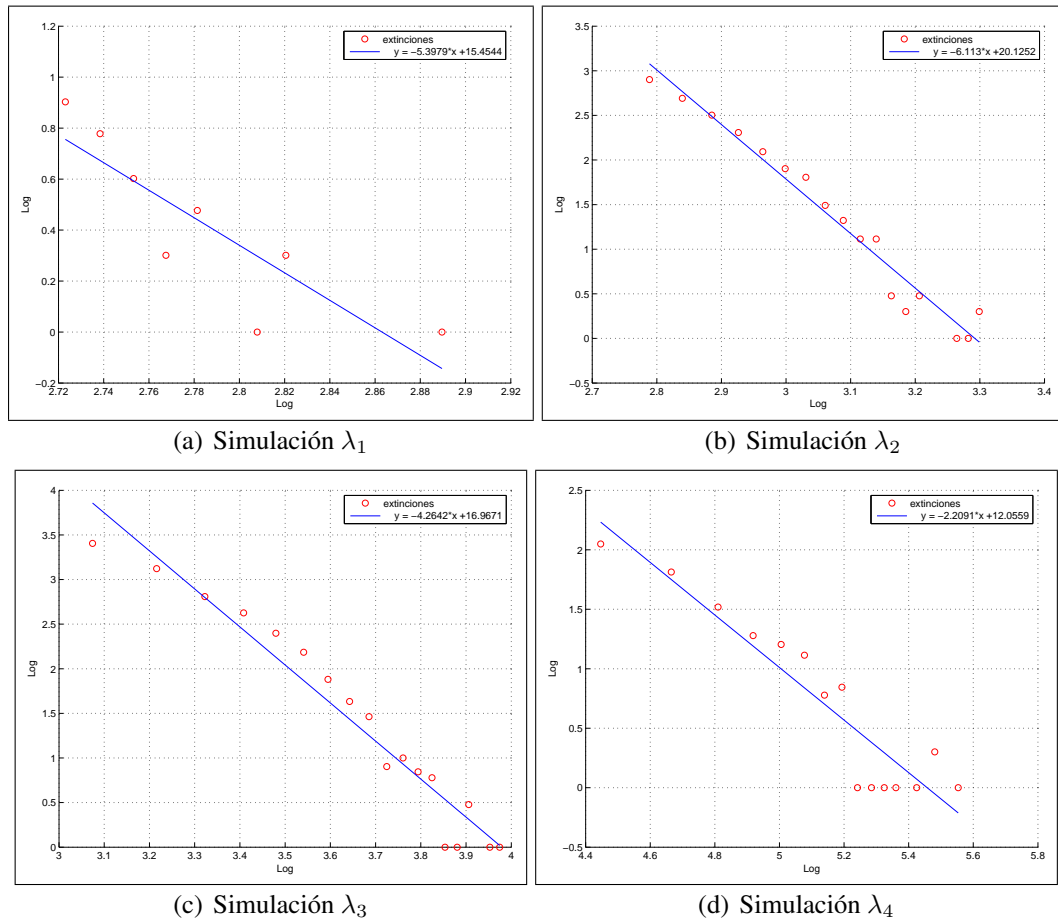 1.2
1
0.8
0.6
0.4
0.2
0
−0.2
Log
2.72 2.74 2.76 2.78 2.8 2.82 2.84 2.86 2.88 2.9 2.92
Log
extinciones
y = −5.3979*x +15.4544
(a) Simulación λ1
3.5
3
2.5
2
1.5
1
0.5
0
−0.5
Log
2.7 2.8 2.9 3 3.1 3.2 3.3 3.4
Log
extinciones
y = −6.113*x +20.1252
(b) Simulación λ2
4
3.5
3
2.5
2
1.5
1
0.5
0
Log
3 3.1 3.2 3.3 3.4 3.5 3.6 3.7 3.8 3.9 4
Log
extinciones
y = −4.2642*x +16.9671
(c) Simulación λ3
2.5
2
1.5
1
0.5
0
−0.5
Log
4.4 4.6 4.8 5 5.2 5.4 5.6 5.8
Log
extinciones
y = −2.2091*x +12.0559
(d) Simulación λ4